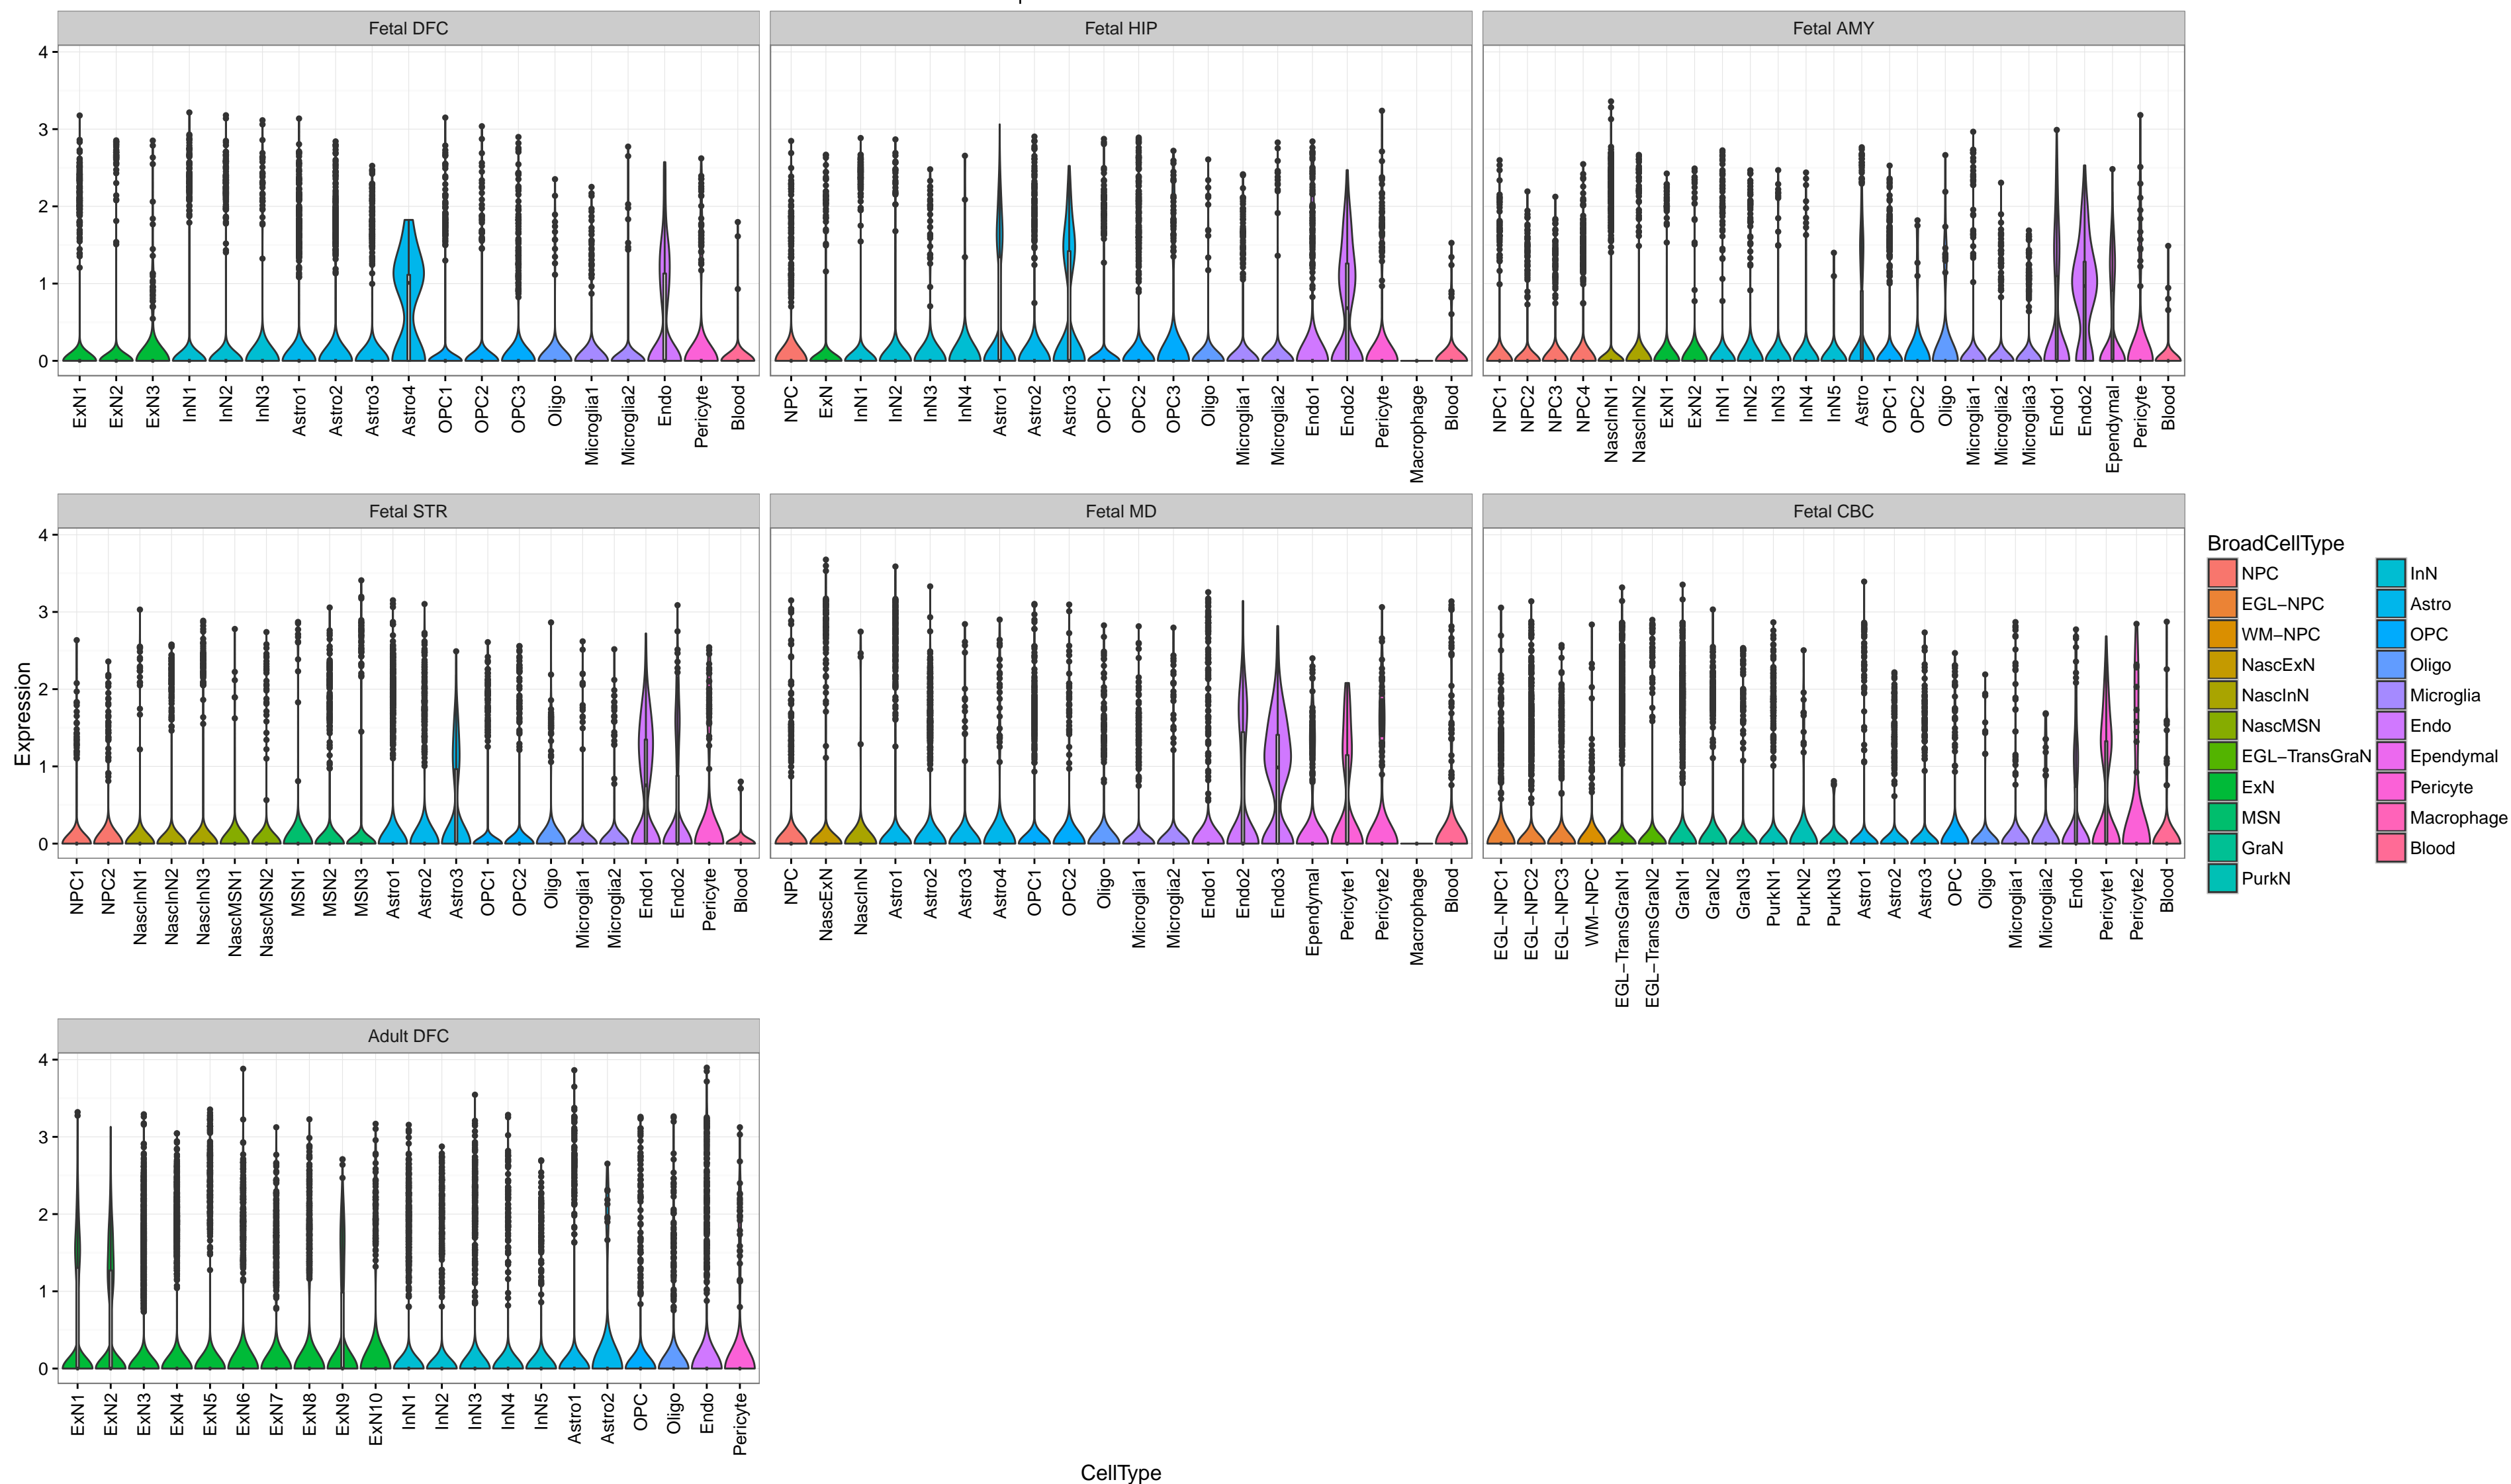 Fetal DFC
Fetal HIP
Fetal AMY
4
3
2
1
0
ExN1
ExN2
ExN3
InN1
InN2
InN3
Astro1
Astro2
Astro3
Astro4
OPC1
OPC2
OPC3
Oligo
Microglia1
Microglia2
Endo
Pericyte
Blood
NPC
ExN
InN1
InN2
InN3
InN4
Astro1
Astro2
Astro3
OPC1
OPC2
OPC3
Oligo
Microglia1
Microglia2
Endo1
Endo2
Pericyte
Macrophage
Blood
NPC1
NPC2
NPC3
NPC4
NascInN1
NascInN2
ExN1
ExN2
InN1
InN2
InN3
InN4
InN5
Astro
OPC1
OPC2
Oligo
Microglia1
Microglia2
Microglia3
Endo1
Endo2
Ependymal
Pericyte
Blood
Fetal STR
Fetal MD
Fetal CBC
Expression
4
3
2
1
0
NPC1
NPC2
NascInN1
NascInN2
NascInN3
NascMSN1
NascMSN2
MSN1
MSN2
MSN3
Astro1
Astro2
Astro3
OPC1
OPC2
Oligo
Microglia1
Microglia2
Endo1
Endo2
Pericyte
Blood
NPC
NascExN
NascInN
Astro1
Astro2
Astro3
Astro4
OPC1
OPC2
Oligo
Microglia1
Microglia2
Endo1
Endo2
Endo3
Ependymal
Pericyte1
Pericyte2
Macrophage
Blood
EGL−NPC1
EGL−NPC2
EGL−NPC3
WM−NPC
EGL−TransGraN1
EGL−TransGraN2
GraN1
GraN2
GraN3
PurkN1
PurkN2
PurkN3
Astro1
Astro2
Astro3
OPC
Oligo
Microglia1
Microglia2
Endo
Pericyte1
Pericyte2
Blood
BroadCellType
NPC
EGL−NPC
WM−NPC
NascExN
NascInN
NascMSN
EGL−TransGraN
ExN
MSN
GraN
PurkN
InN
Astro
OPC
Oligo
Microglia
Endo
Ependymal
Pericyte
Macrophage
Blood
Adult DFC
4
3
2
1
0
ExN1
ExN2
ExN3
ExN4
ExN5
ExN6
ExN7
ExN8
ExN9
ExN10
InN1
InN2
InN3
InN4
InN5
Astro1
Astro2
OPC
Oligo
Endo
Pericyte
CellType